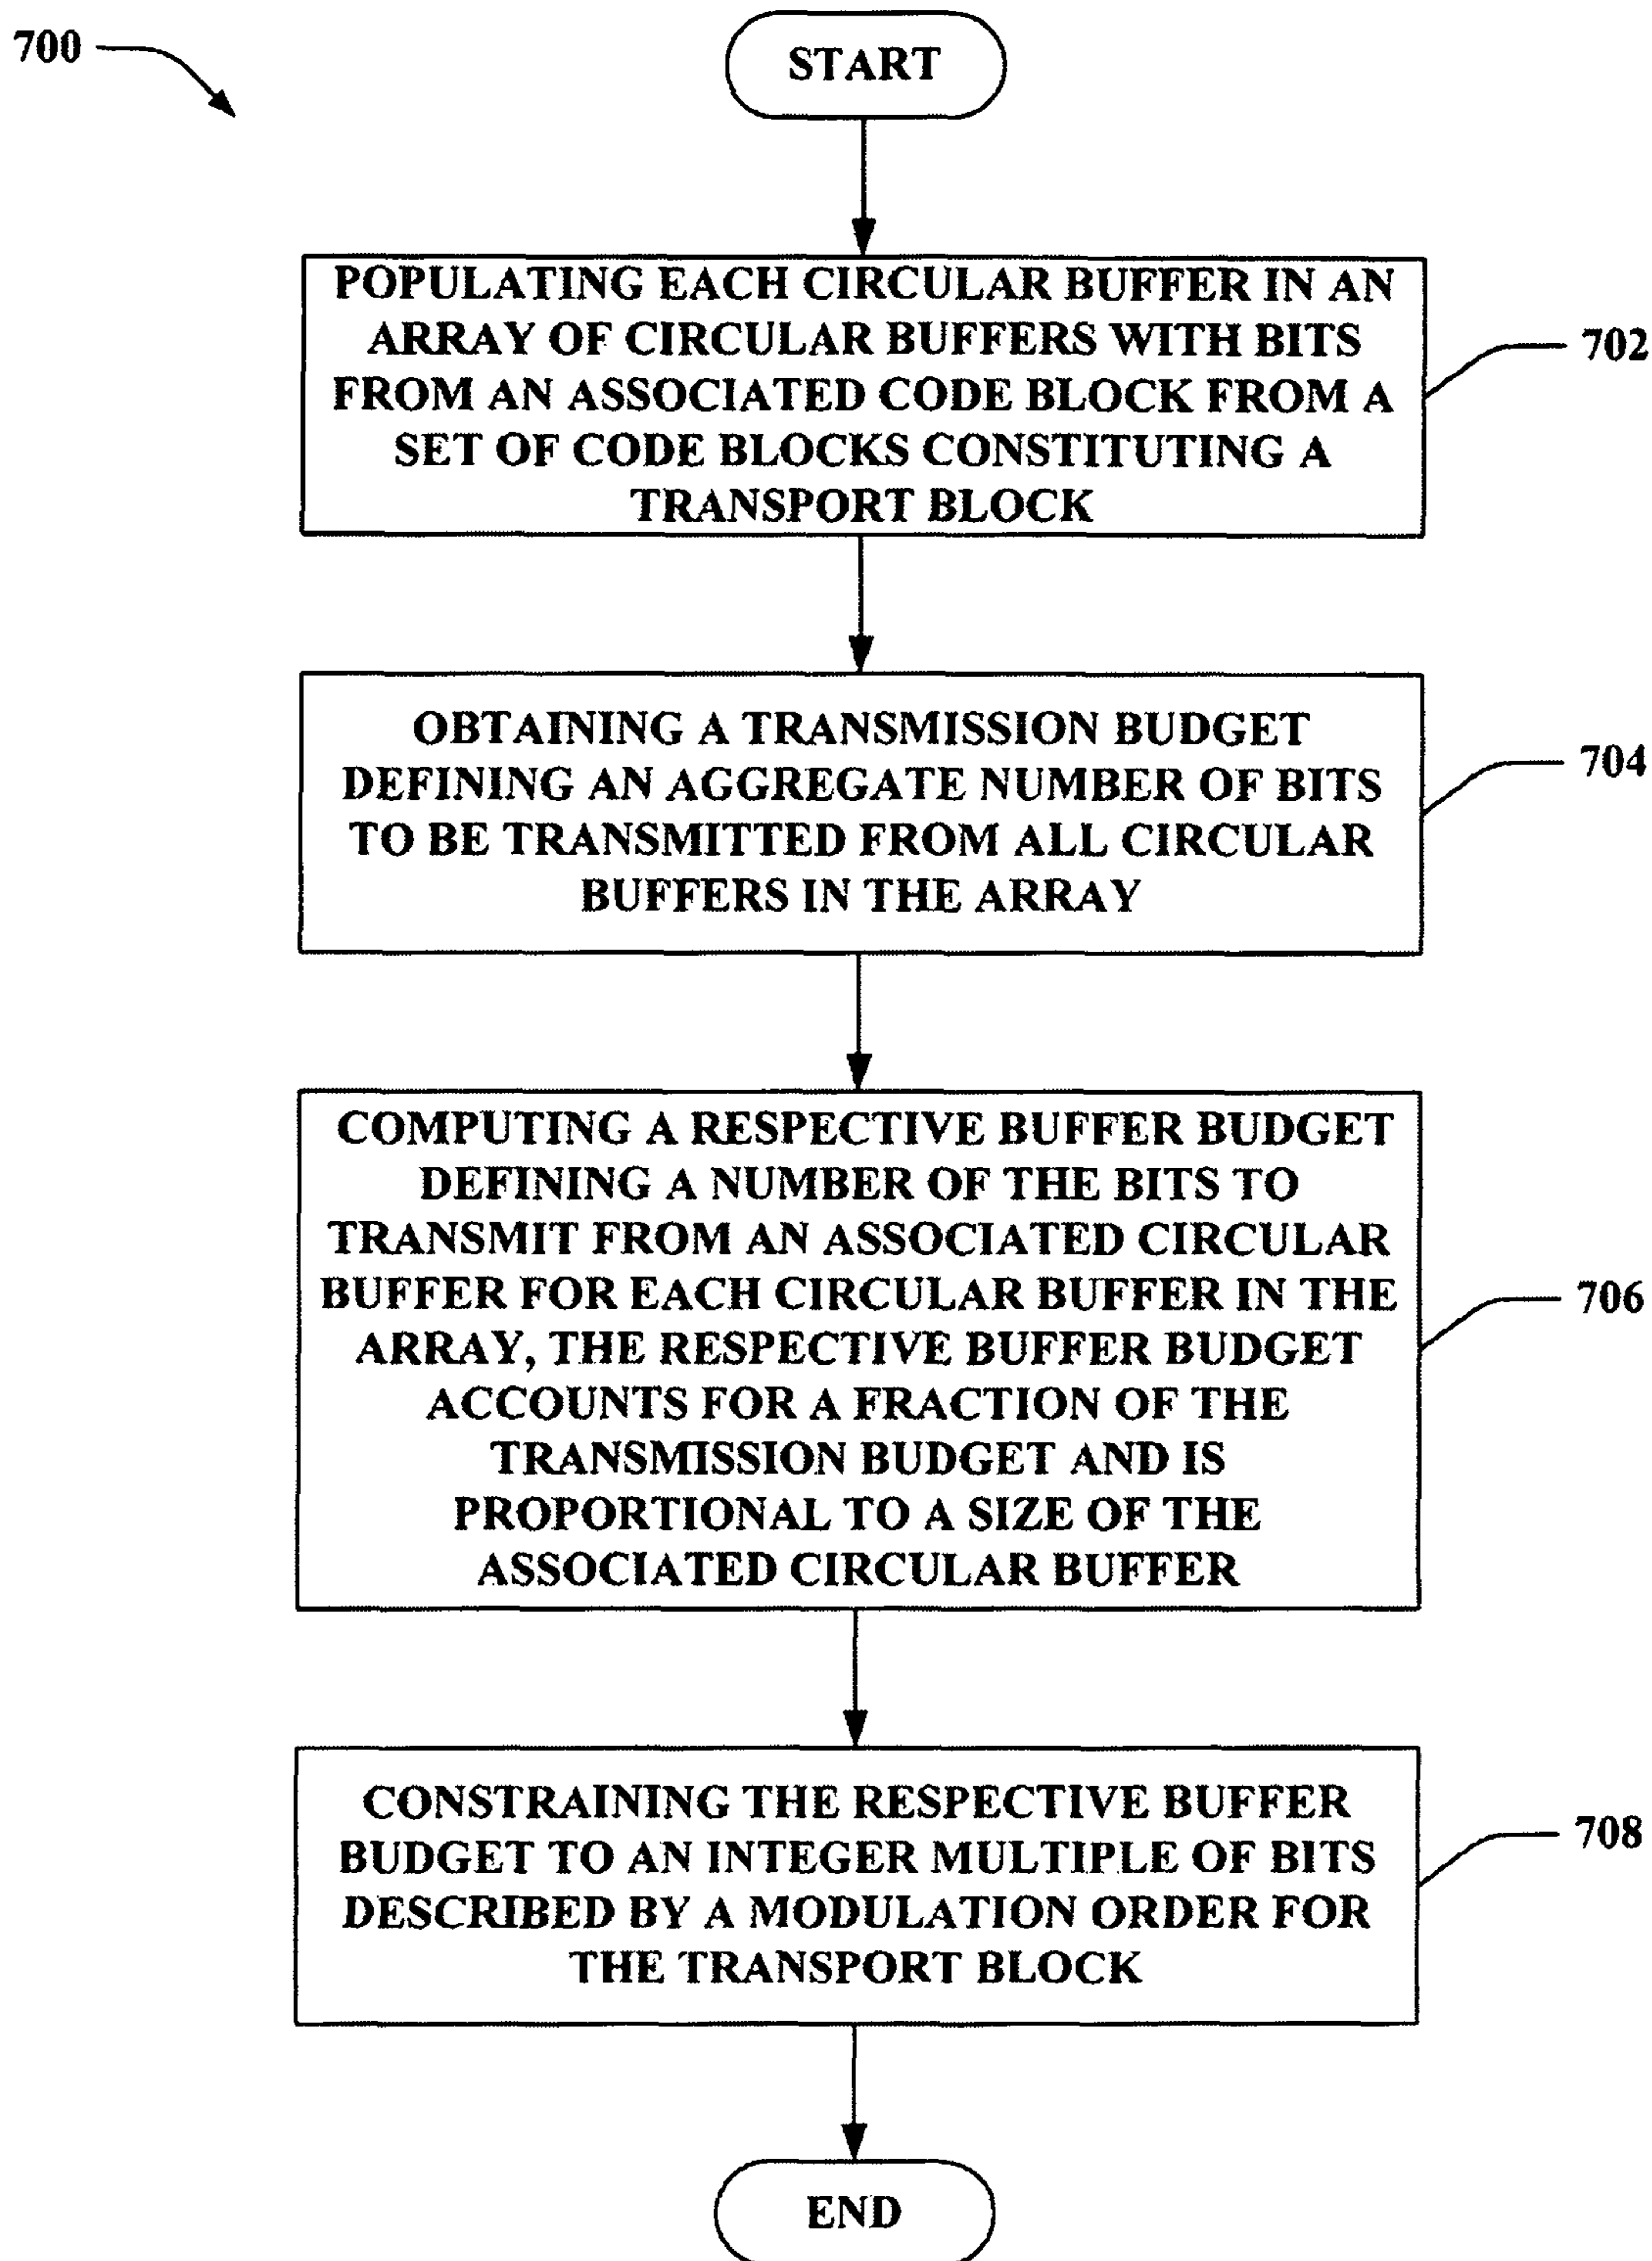 700
START
POPULATING EACH CIRCULAR BUFFER IN AN
ARRAY OF CIRCULAR BUFFERS WITH BITS
FROM AN ASSOCIATED CODE BLOCK FROM A
SET OF CODE BLOCKS CONSTITUTING A
TRANSPORT BLOCK
702
OBTAINING A TRANSMISSION BUDGET
DEFINING AN AGGREGATE NUMBER OF BITS
TO BE TRANSMITTED FROM ALL CIRCULAR
BUFFERS IN THE ARRAY
704
COMPUTING A RESPECTIVE BUFFER BUDGET
DEFINING A NUMBER OF THE BITS TO
TRANSMIT FROM AN ASSOCIATED CIRCULAR
BUFFER FOR EACH CIRCULAR BUFFER IN THE
ARRAY, THE RESPECTIVE BUFFER BUDGET
ACCOUNTS FOR A FRACTION OF THE
TRANSMISSION BUDGET AND IS
PROPORTIONAL TO A SIZE OF THE
ASSOCIATED CIRCULAR BUFFER
706
CONSTRAINING THE RESPECTIVE BUFFER
BUDGET TO AN INTEGER MULTIPLE OF BITS
DESCRIBED BY A MODULATION ORDER FOR
THE TRANSPORT BLOCK
708
END